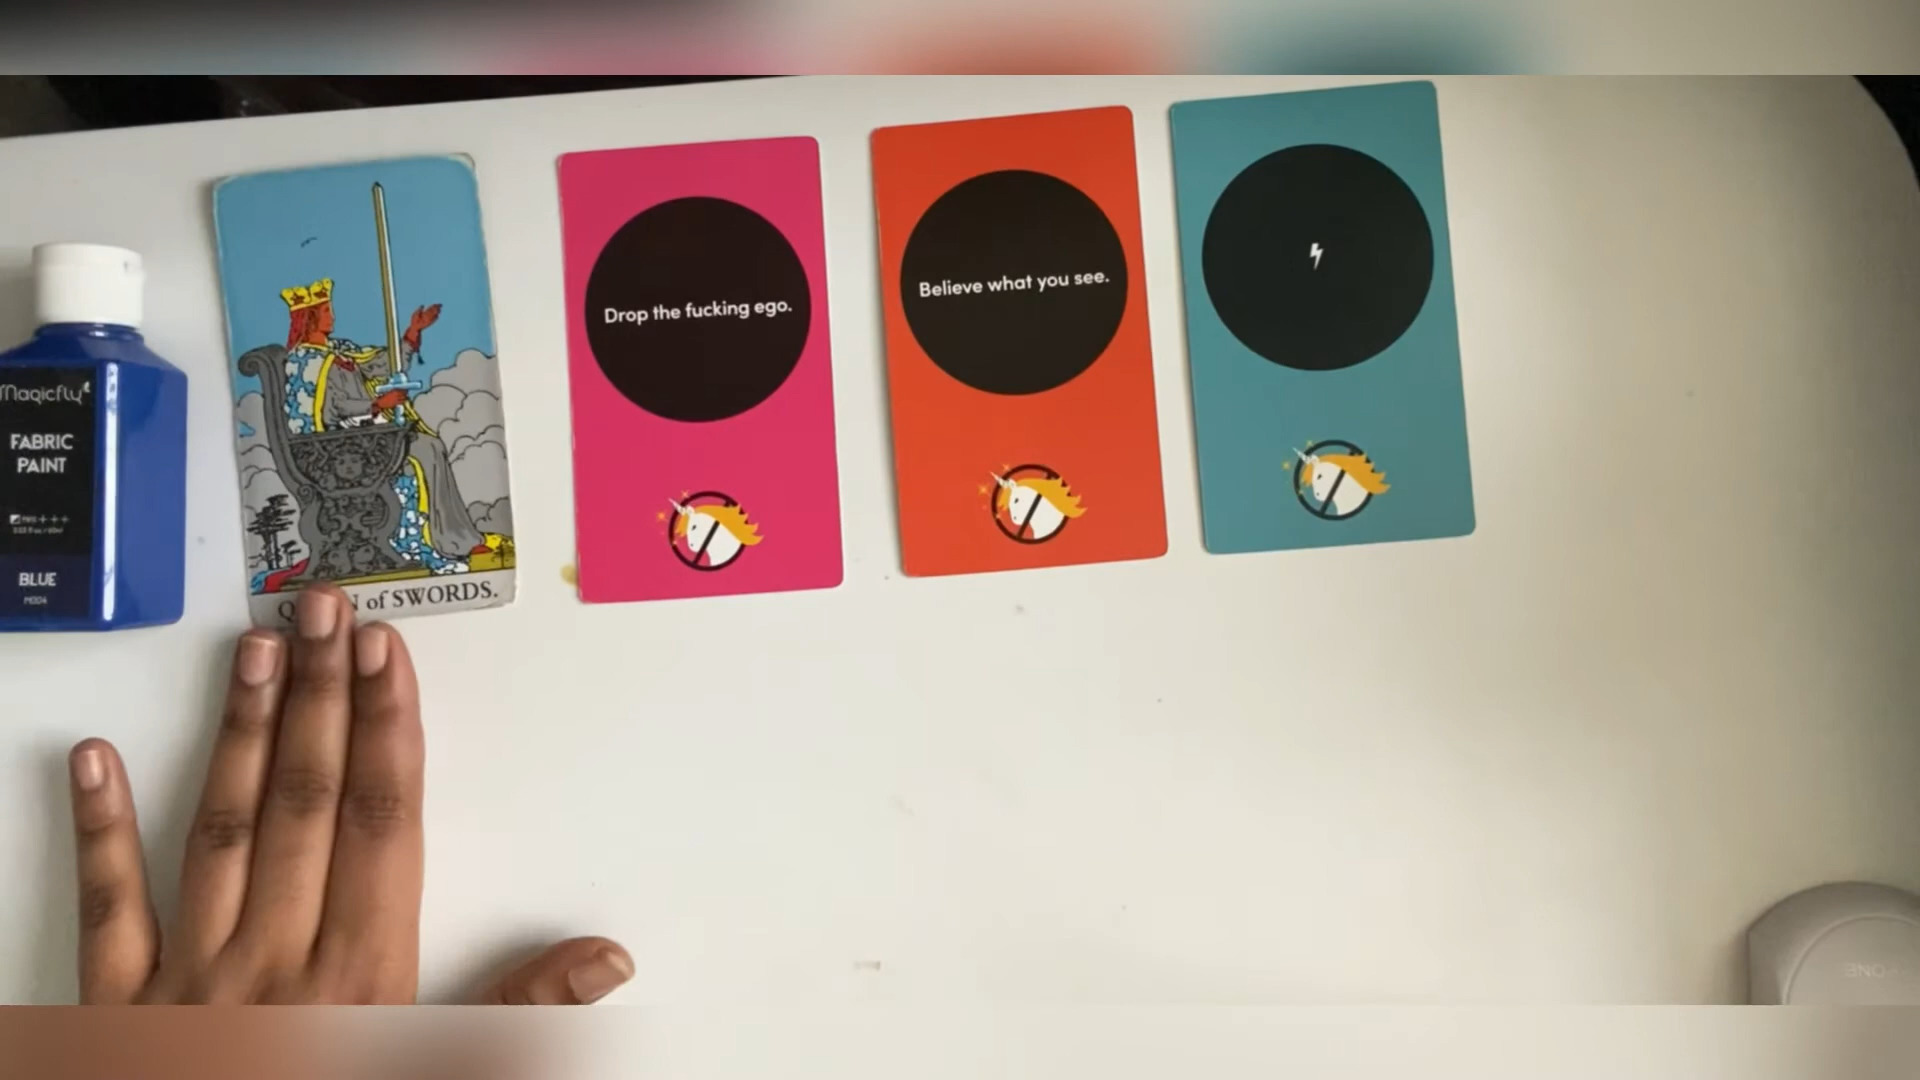 Magicfly
FABRIC
PAINT
BLUE
of SWORDS.
Drop the fucking ego.
Believe what you see.